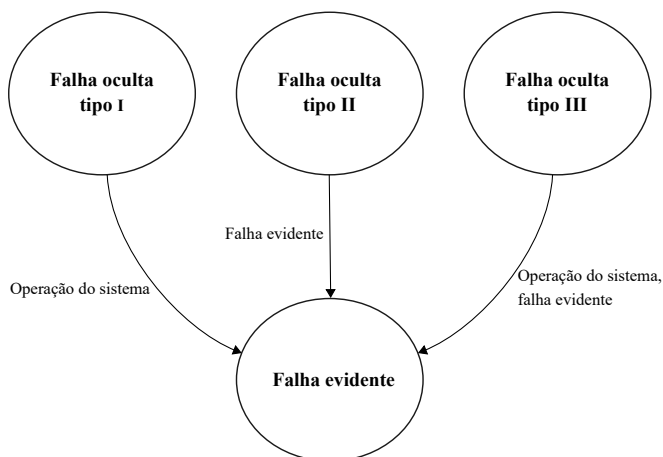 Falha oculta
tipo I
Falha oculta
tipo II
Falha oculta
tipo III
Falha evidente
Operação do sistema
Operação do sistema,
falha evidente
Falha evidente